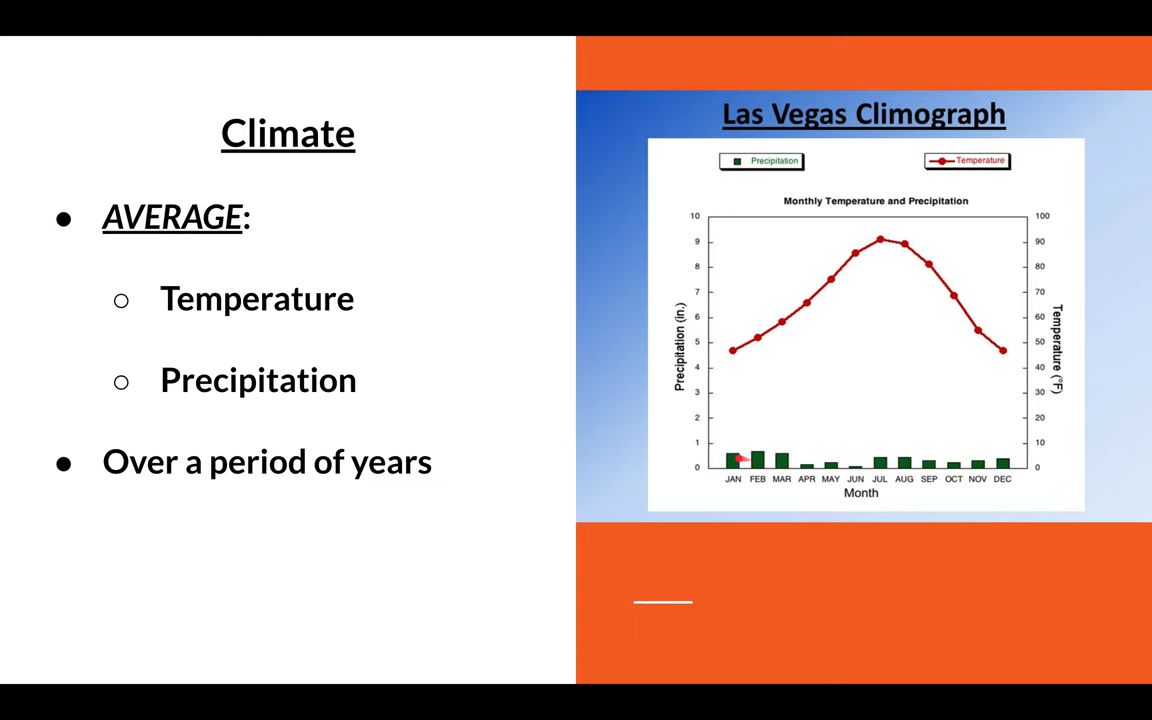 Climate
● AVERAGE:
○ Temperature
○ Precipitation
● Over a period of years
Las Vegas Climograph
Precipitation
Temperature
Monthly Temperature and Precipitation
Precipitation (in.)
10
9
8
7
6
5
4
3
2
1
0
100
90
80
70
60
50
40
30
20
10
0
Temperature (°F)
JAN FEB MAR APR MAY JUN JUL AUG SEP OCT NOV DEC
Month